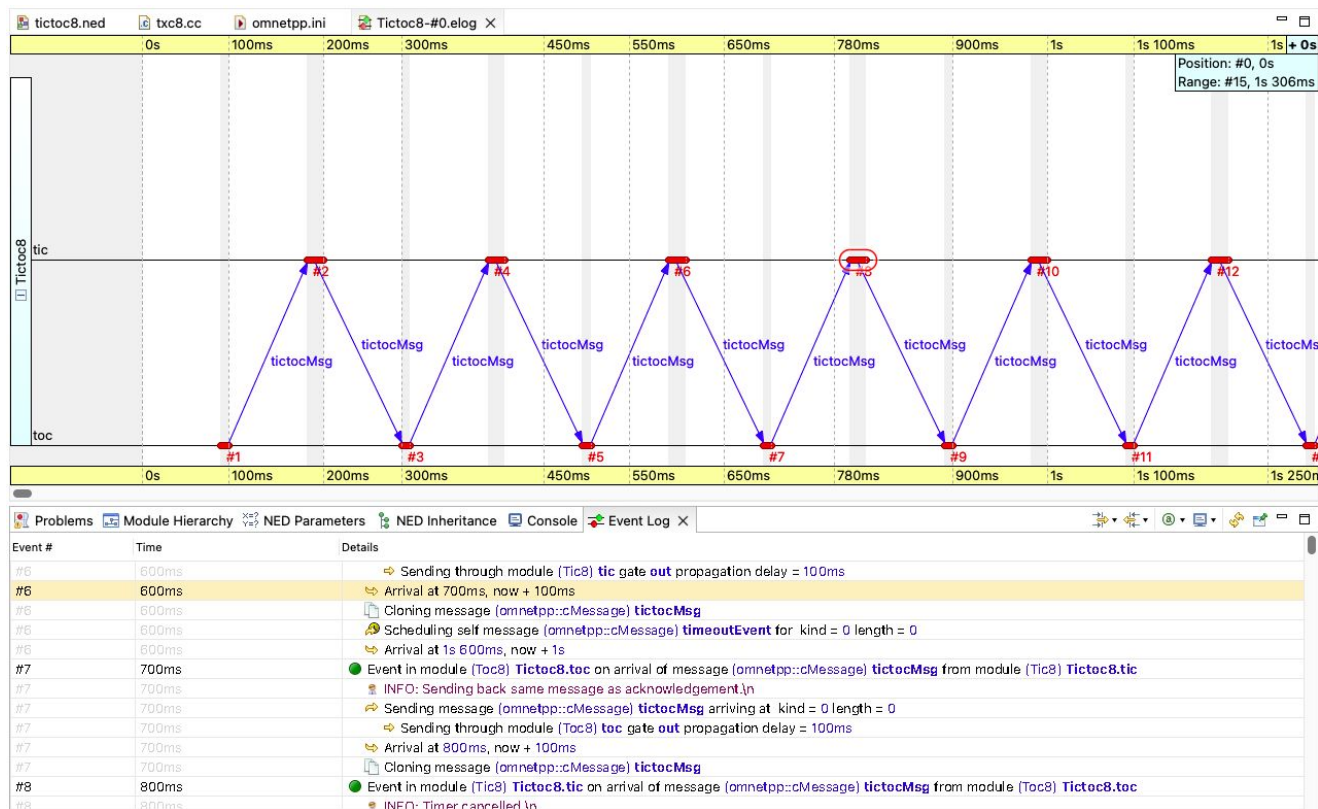 tictoc8.ned txc8.cc omnetpp.ini Tictoc8-#0.elog
0s 100ms 200ms 300ms 450ms 550ms 650ms 780ms 900ms 1s 1s 100ms 1s + 0s
Position: #0, 0s
Range: #15, 1s 306ms
Tictoc8
tic
#2 #4 #6 #8 #10 #12
tictocMsg tictocMsg tictocMsg tictocMsg tictocMsg tictocMs
tictocMsg tictocMsg tictocMsg tictocMsg tictocMsg tictocMsg
toc
#1 #3 #5 #7 #9 #11 #
0s 100ms 200ms 300ms 450ms 550ms 650ms 780ms 900ms 1s 1s 100ms 1s 250m
Problems Module Hierarchy NED Parameters NED Inheritance Console Event Log
Event # Time Details
#6 600ms Sending through module (Tic8) tic gate out propagation delay = 100ms
#6 600ms Arrival at 700ms, now + 100ms
#6 600ms Cloning message (omnetpp::cMessage) tictocMsg
#6 600ms Scheduling self message (omnetpp::cMessage) timeoutEvent for kind = 0 length = 0
#6 600ms Arrival at 1s 600ms, now + 1s
#7 700ms Event in module (Toc8) Tictoc8.toc on arrival of message (omnetpp::cMessage) tictocMsg from module (Tic8) Tictoc8.tic
#7 700ms INFO: Sending back same message as acknowledgement.\n
#7 700ms Sending message (omnetpp::cMessage) tictocMsg arriving at kind = 0 length = 0
#7 700ms Sending through module (Toc8) toc gate out propagation delay = 100ms
#7 700ms Arrival at 800ms, now + 100ms
#7 700ms Cloning message (omnetpp::cMessage) tictocMsg
#8 800ms Event in module (Tic8) Tictoc8.tic on arrival of message (omnetpp::cMessage) tictocMsg from module (Toc8) Tictoc8.toc
#8 800ms INFO: Timer cancelled.\n